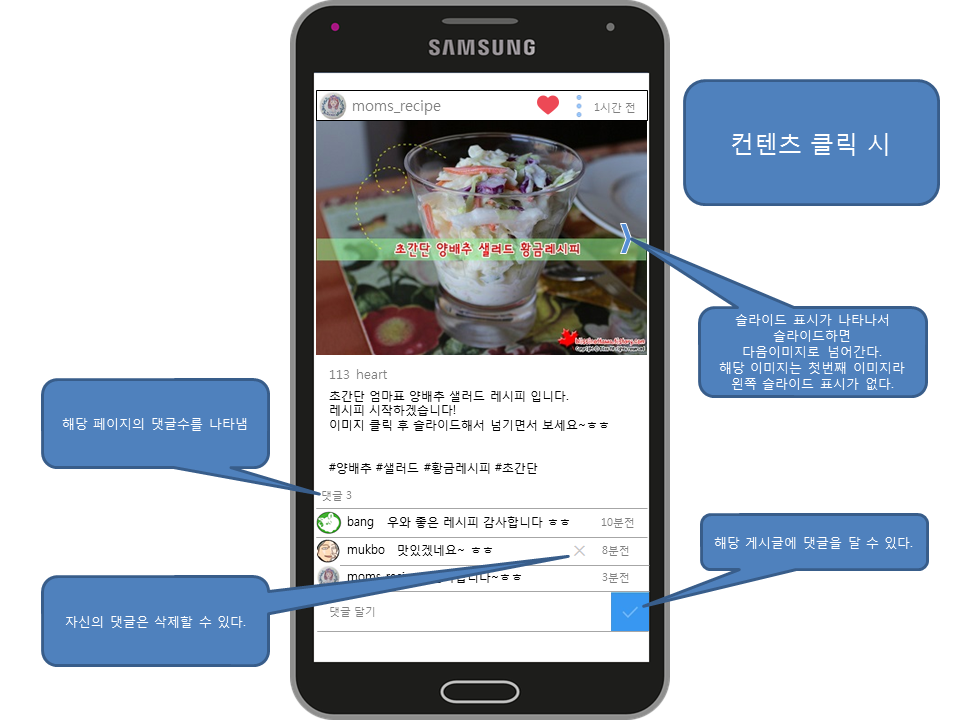 SAMSUNG
moms_recipe
1시간 전
컨텐츠 클릭 시
초간단 양배추 샐러드 황금레시피
슬라이드 표시가 나타나서
슬라이드하면
다음이미지로 넘어간다.
해당 이미지는 첫번째 이미지라
왼쪽 슬라이드 표시가 없다.
113 heart
초간단 엄마표 양배추 샐러드 레시피 입니다.
레시피 시작하겠습니다!
이미지 클릭 후 슬라이드해서 넘기면서 보세요~ㅎㅎ
#양배추 #샐러드 #황금레시피 #초간단
해당 페이지의 댓글수를 나타냄
댓글 3
bang 우와 좋은 레시피 감사합니다 ㅎㅎ 10분전
mukbo 맛있겠네요~ ㅎㅎ 8분전
moms_recipe 니다~ㅎㅎ 3분전
댓글 달기
해당 게시글에 댓글을 달 수 있다.
자신의 댓글은 삭제할 수 있다.